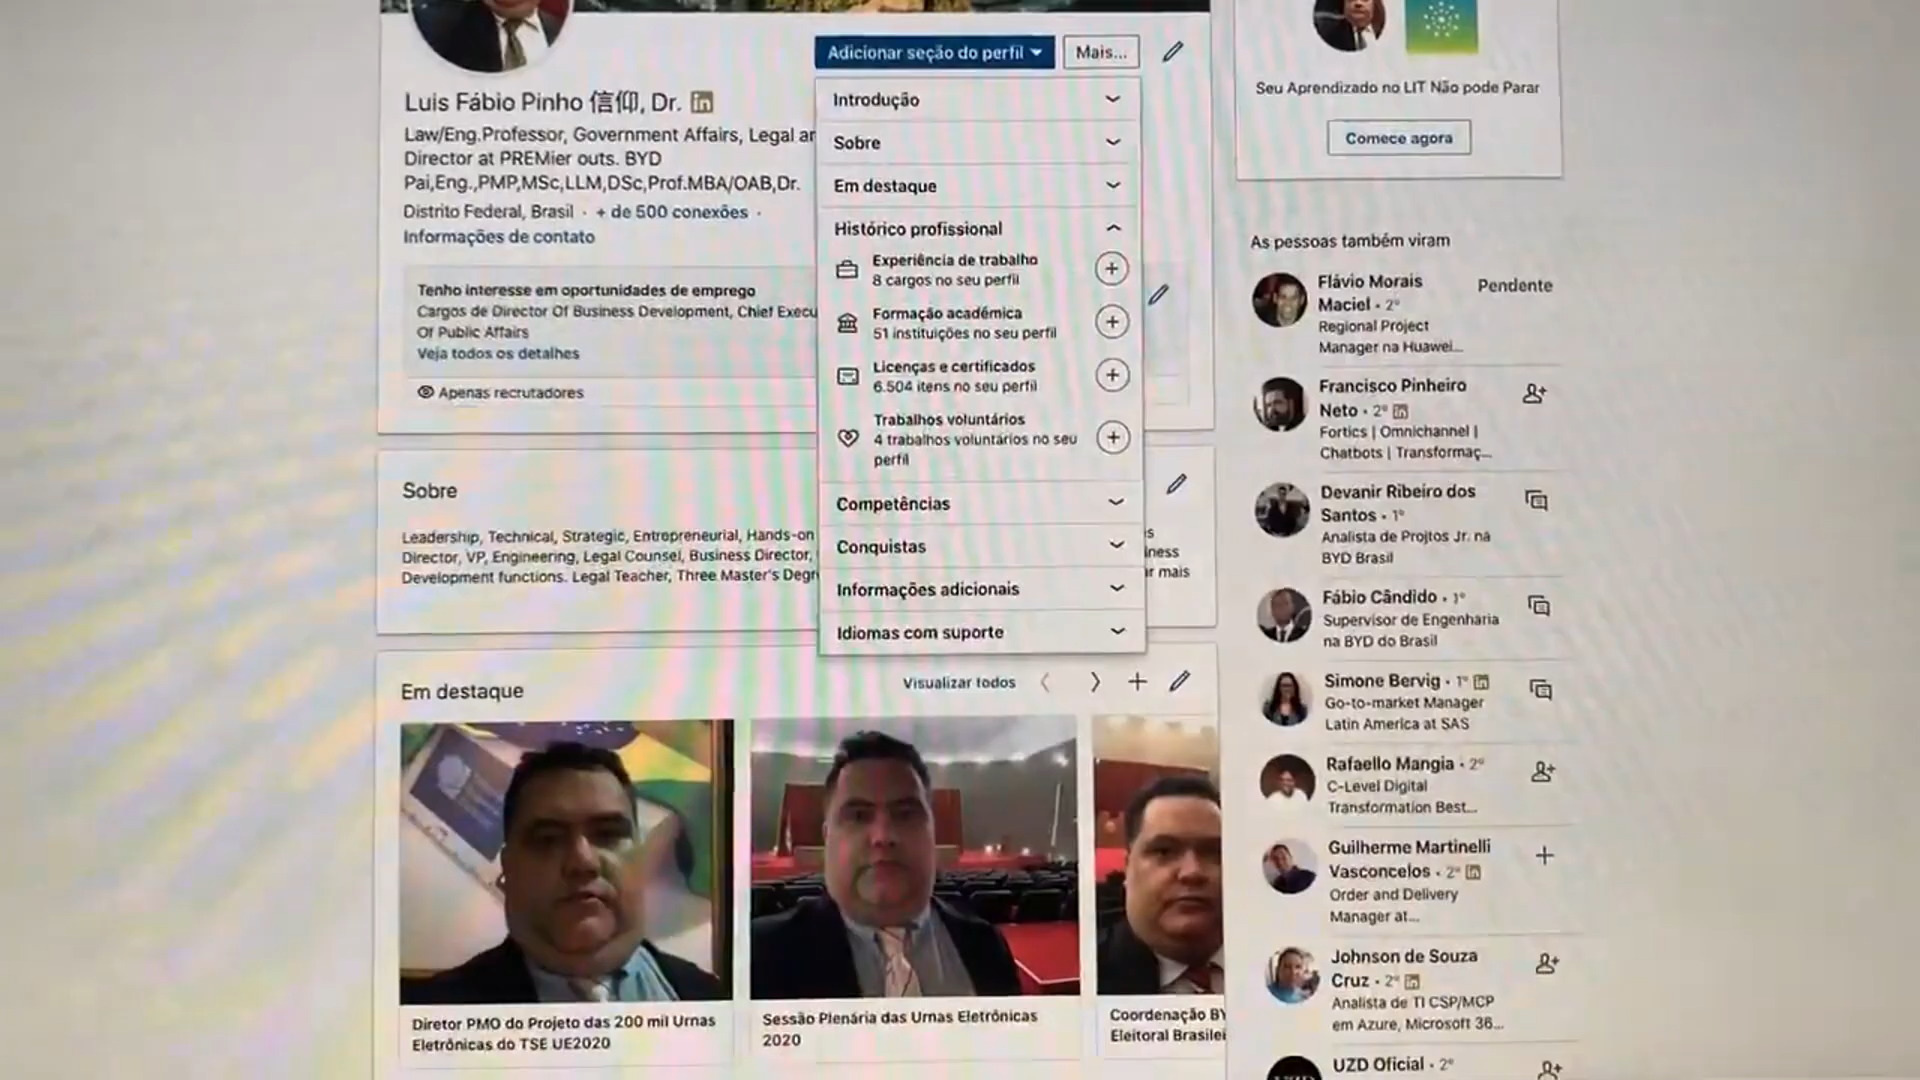 Adicionar seção do perfil
Mais...
Luis Fábio Pinho 信仰, Dr.
Law/Eng.Professor, Government Affairs, Legal
Director at PREMier outs. BYD
Pai,Eng.,PMP,MSc,LLM,DSc,Prof.MBA/OAB,Dr.
Distrito Federal, Brasil · + de 500 conexões ·
Informações de contato
Tenho interesse em oportunidades de emprego
Cargos de Director Of Business Development, Chief
Of Public Affairs
Veja todos os detalhes
Apenas recrutadores
Introdução
Sobre
Em destaque
Histórico profissional
Experiência de trabalho
8 cargos no seu perfil
Formação acadêmica
51 instituições no seu perfil
Licenças e certificados
6.504 itens no seu perfil
Trabalhos voluntários
4 trabalhos voluntários no seu
perfil
Competências
Conquistas
Informações adicionais
Idiomas com suporte
Sobre
Leadership, Technical, Strategic, Entrepreneurial, Hands-on
Director, VP, Engineering, Legal Counsel, Business Director,
Development functions. Legal Teacher, Three Master's
mais
Em destaque
Visualizar todos
Diretor PMO do Projeto das 200 mil Urnas
Eletrônicas do TSE UE2020
Sessão Plenária das Urnas Eletrônicas
2020
Coordenação
Eleitoral
Seu Aprendizado no LIT Não pode Parar
Comece agora
As pessoas também viram
Flávio Morais
Maciel · 2º
Pendente
Regional Project
Manager na Huawei...
Francisco Pinheiro
Neto · 2º
Fortics | Omnichannel |
Chatbots | Transformaç...
Devanir Ribeiro dos
Santos · 1º
Analista de Projtos Jr. na
BYD Brasil
Fábio Cândido · 1º
Supervisor de Engenharia
na BYD do Brasil
Simone Bervig · 1º
Go-to-market Manager
Latin America at SAS
Rafaello Mangia · 2º
C-Level Digital
Transformation Best...
Guilherme Martinelli
Vasconcelos · 2º
Order and Delivery
Manager at...
Johnson de Souza
Cruz · 2º
Analista de TI CSP/MCP
em Azure, Microsoft 36...
UZD Oficial · 2º